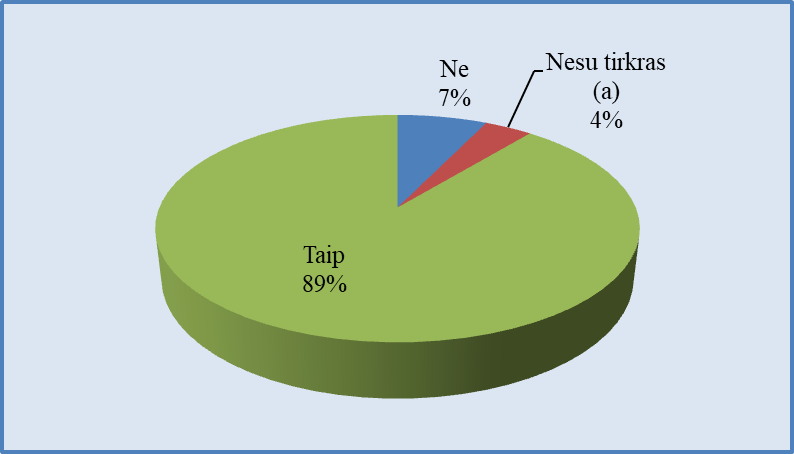 Ne
7%
Nesu tirkras
(a)
4%
Taip
89%